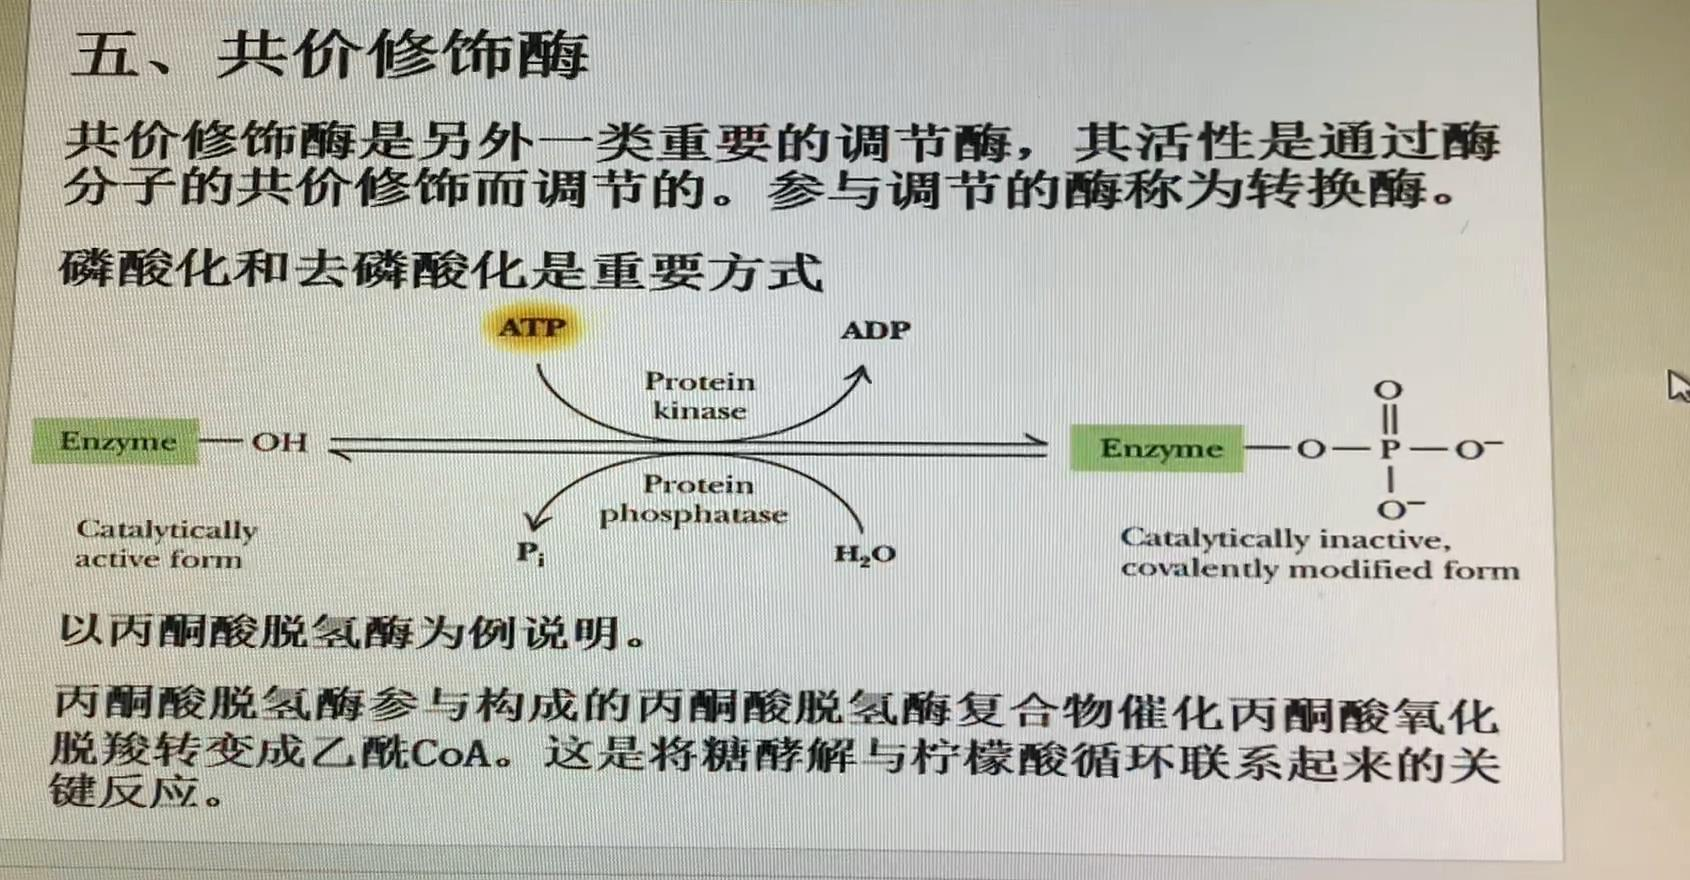 五、共价修饰酶
共价修饰酶是另外一类重要的调节酶，其活性是通过酶
分子的共价修饰而调节的。参与调节的酶称为转换酶。
磷酸化和去磷酸化是重要方式
ATP
ADP
Protein
kinase
O
Enzyme — OH
Enzyme — O — P — O⁻
O⁻
Protein
phosphatase
Catalytically
active form
Pi
H₂O
Catalytically inactive,
covalently modified form
以丙酮酸脱氢酶为例说明。
丙酮酸脱氢酶参与构成的丙酮酸脱氢酶复合物催化丙酮酸氧化
脱羧转变成乙酰CoA。这是将糖酵解与柠檬酸循环联系起来的关
键反应。